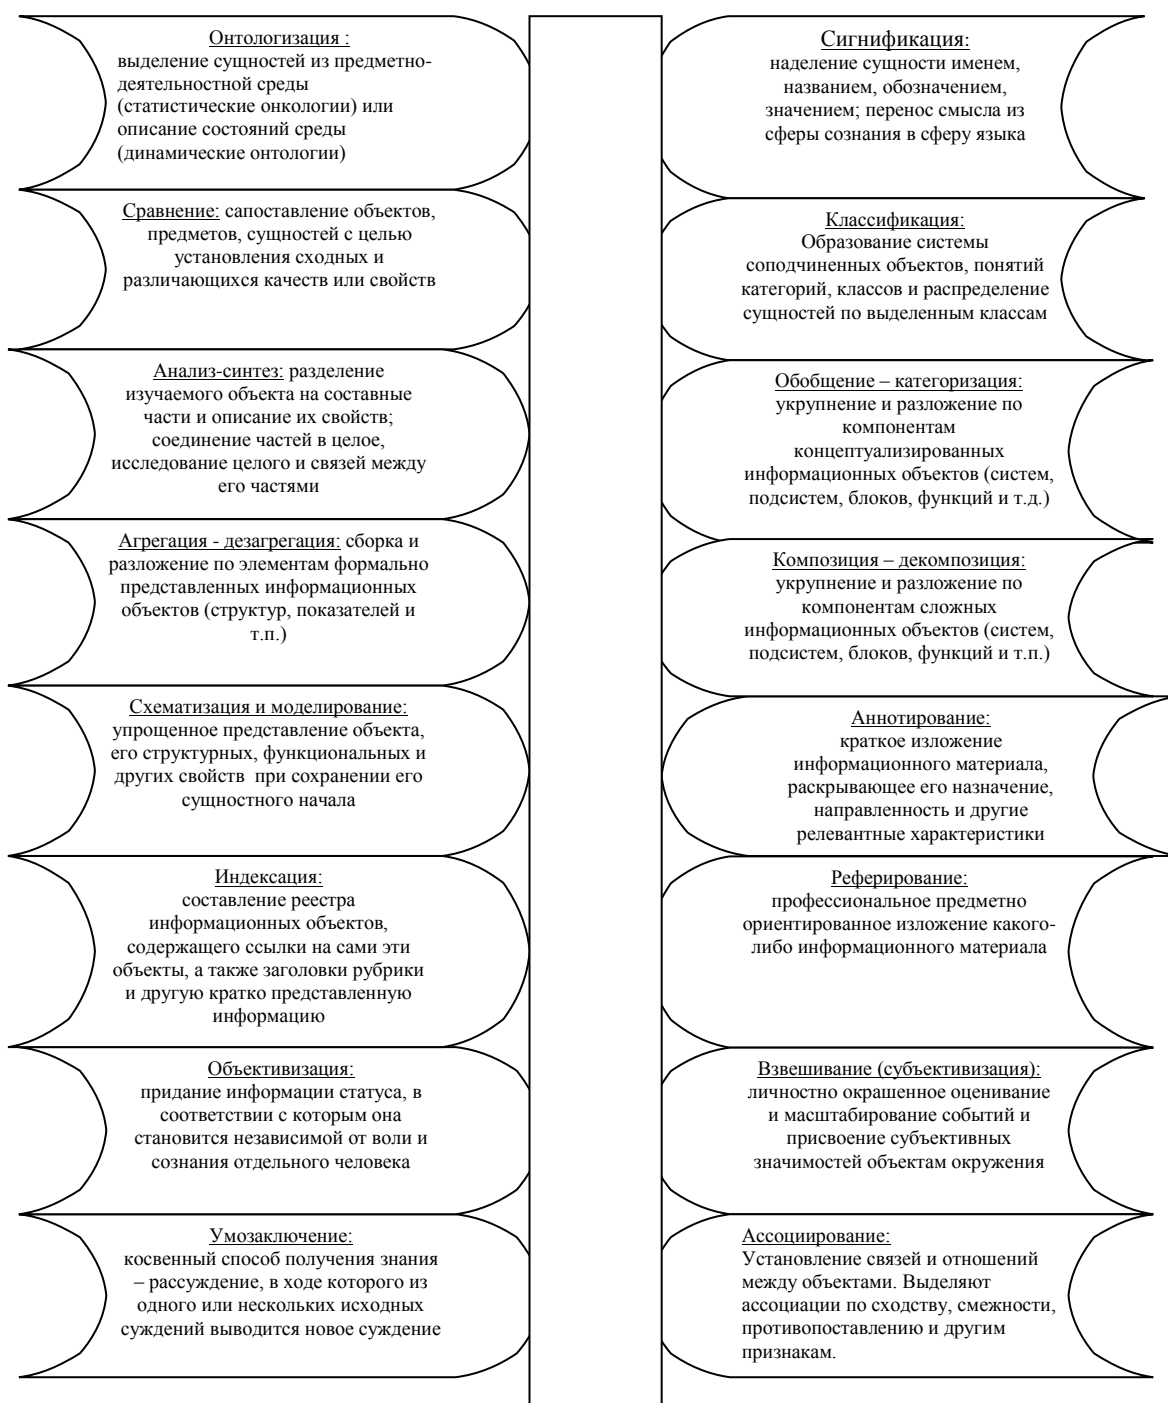 Онтологизация :
выделение сущностей из предметно-
деятельностной среды
(статистические онкологии) или
описание состояний среды
(динамические онтологии)
Сравнение: сапоставление объектов,
предметов, сущностей с целью
установления сходных и
различающихся качеств или свойств
Анализ-синтез: разделение
изучаемого объекта на составные
части и описание их свойств;
соединение частей в целое,
исследование целого и связей между
его частями
Агрегация - дезагрегация: сборка и
разложение по элементам формально
представленных информационных
объектов (структур, показателей и
т.п.)
Схематизация и моделирование:
упрощенное представление объекта,
его структурных, функциональных и
других свойств при сохранении его
сущностного начала
Индексация:
составление реестра
информационных объектов,
содержащего ссылки на сами эти
объекты, а также заголовки рубрики
и другую кратко представленную
информацию
Объективизация:
придание информации статуса, в
соответствии с которым она
становится независимой от воли и
сознания отдельного человека
Умозаключение:
косвенный способ получения знания
– рассуждение, в ходе которого из
одного или нескольких исходных
суждений выводится новое суждение
Сигнификация:
наделение сущности именем,
названием, обозначением,
значением; перенос смысла из
сферы сознания в сферу языка
Классификация:
Образование системы
соподчиненных объектов, понятий
категорий, классов и распределение
сущностей по выделенным классам
Обобщение – категоризация:
укрупнение и разложение по
компонентам
концептуализированных
информационных объектов (систем,
подсистем, блоков, функций и т.д.)
Композиция – декомпозиция:
укрупнение и разложение по
компонентам сложных
информационных объектов (систем,
подсистем, блоков, функций и т.п.)
Аннотирование:
краткое изложение
информационного материала,
раскрывающее его назначение,
направленность и другие
релевантные характеристики
Реферирование:
профессиональное предметно
ориентированное изложение какого-
либо информационного материала
Взвешивание (субъективизация):
личностно окрашенное оценивание
и масштабирование событий и
присвоение субъективных
значимостей объектам окружения
Ассоциирование:
Установление связей и отношений
между объектами. Выделяют
ассоциации по сходству, смежности,
противопоставлению и другим
признакам.